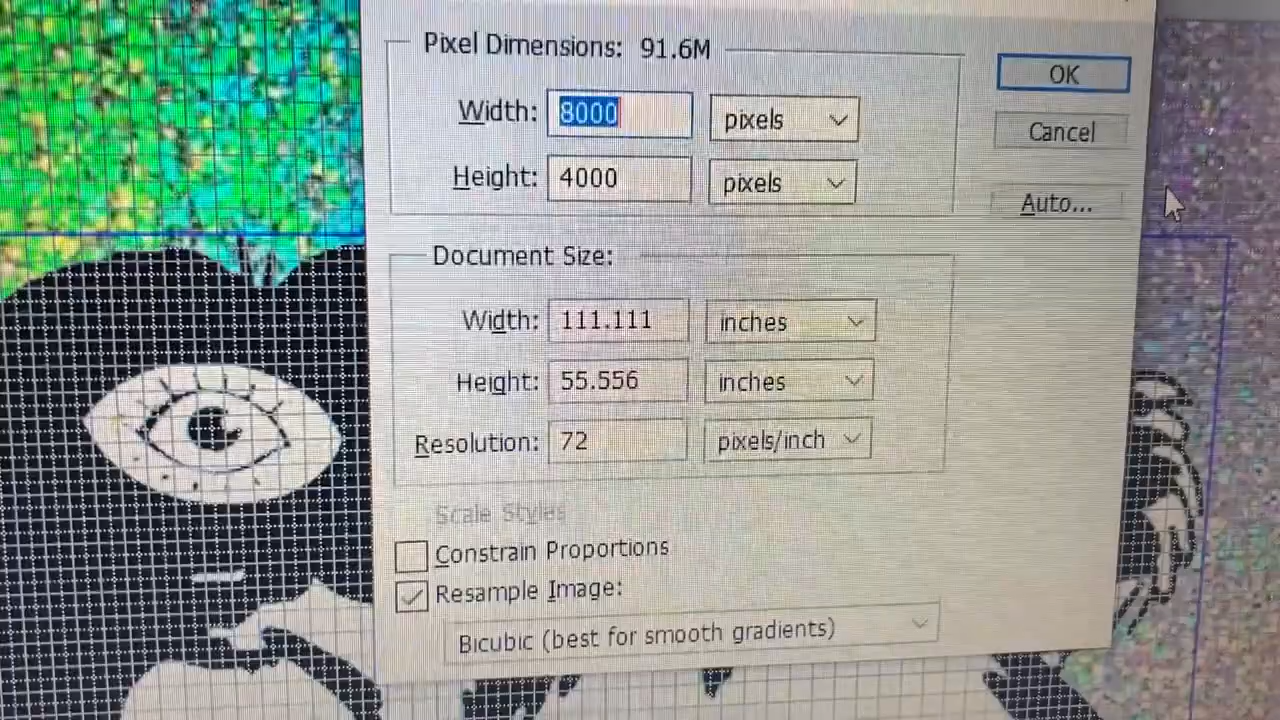 Pixel Dimensions: 91.6M
Width: 8000 pixels
Height: 4000 pixels
OK
Cancel
Auto...
Document Size:
Width: 111.111 inches
Height: 55.556 inches
Resolution: 72 pixels/inch
Scale Styles
Constrain Proportions
Resample Image:
Bicubic (best for smooth gradients)